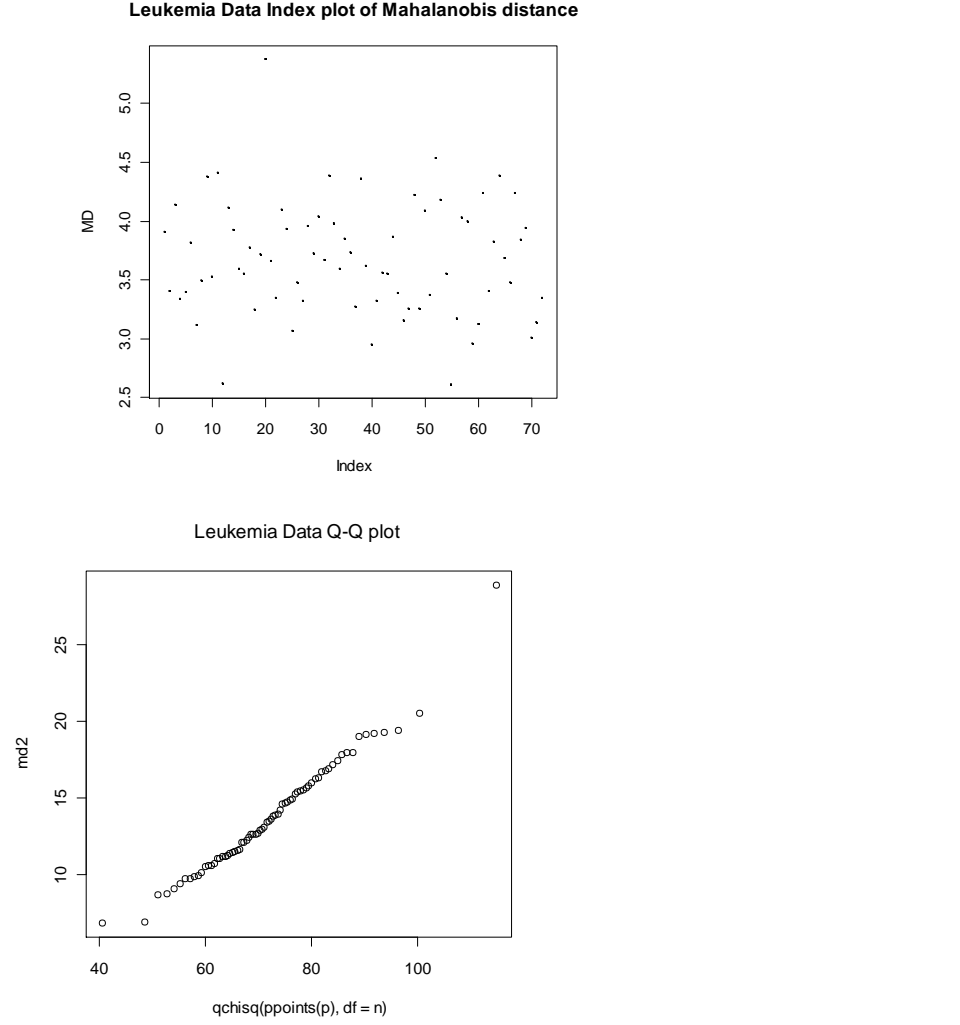 Leukemia Data Index plot of Mahalanobis distance
5.0
4.5
4.0
3.5
3.0
2.5
MD
0 10 20 30 40 50 60 70
Index
Leukemia Data Q-Q plot
25
20
15
10
md2
40 60 80 100
qchisq(ppoints(p), df = n)